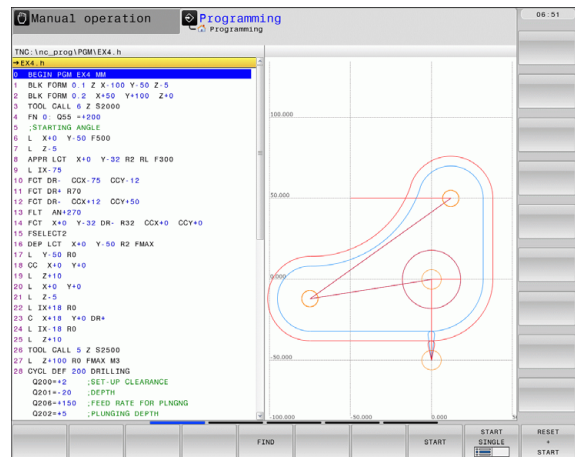 Manual operation
Programming
Programming
06:51
TNC:\nc_prog\PGM\EX4.h
→EX4.h
0 BEGIN PGM EX4 MM
1 BLK FORM 0.1 Z X-100 Y-50 Z-5
2 BLK FORM 0.2 X+50 Y+100 Z+0
3 TOOL CALL 6 Z S2000
4 FN 0: Q55 =+200
5 ;STARTING ANGLE
6 L X+0 Y-50 F500
7 L Z-5
8 APPR LCT X+0 Y-32 R2 RL F300
9 L IX-75
10 FCT DR- CCX-75 CCY-12
11 FCT DR+ R70
12 FCT DR- CCX+12 CCY+50
13 FLT AN+270
14 FCT X+0 Y-32 DR- R32 CCX+0 CCY+0
15 FSELECT2
16 DEP LCT X+0 Y-50 R2 FMAX
17 L Y-50 R0
18 CC X+0 Y+0
19 L Z+10
20 L X+0 Y+0
21 L Z-5
22 L IX+18 R0
23 C X+18 Y+0 DR+
24 L IX-18 R0
25 L Z+10
26 TOOL CALL 5 Z S2500
27 L Z+100 R0 FMAX M3
28 CYCL DEF 200 DRILLING
Q200=+2 ;SET-UP CLEARANCE
Q201=-20 ;DEPTH
Q206=+150 ;FEED RATE FOR PLNGNG
Q202=+5 ;PLUNGING DEPTH
100.000
50.000
0.000
-50.000
-100.000
-50.000
0.000
FIND
START
START
SINGLE
RESET
+
START